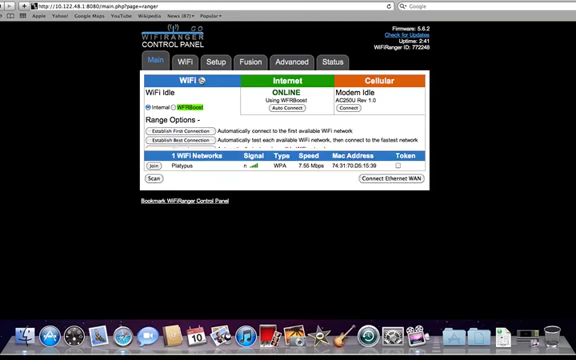 http://10.122.48.1:8080/main.php?page=ranger
Google
Yahoo! Google Maps YouTube Wikipedia News (87) Popular
GO
WIFIRANGER
CONTROL PANEL
Firmware: 5.8.2
Check for Updates
Uptime: 2:41
WiFiRanger ID: 772248
Main WiFi Setup Fusion Advanced Status
WiFi Internet Cellular
WiFi Idle
ONLINE
Using WFRBoost
Auto Connect
Modem Idle
AC250U Rev 1.0
Connect
Internal WFRBoost
Range Options -
Establish First Connection Automatically connect to the first available WiFi network
Establish Best Connection Automatically test each available WiFi network, then connect to the fastest network
1 WiFi Networks Signal Type Speed Mac Address Token
Join Platypus n WPA 7.55 Mbps 74:31:70:D5:15:39
Scan Connect Ethernet WAN
Bookmark WiFiRanger Control Panel
10